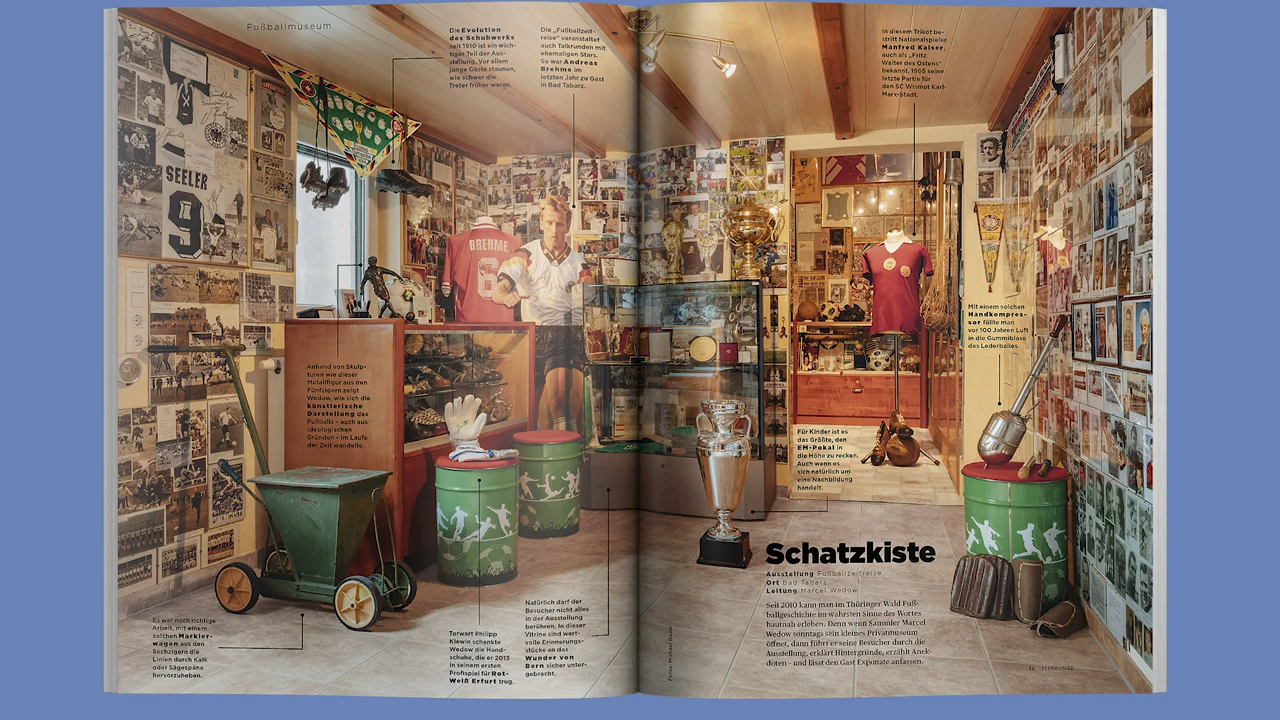 Fußballmuseum
Die Evolution
des Schuhwerks
seit 1910 ist ein wich-
tiger Teil der Aus-
stellung. Vor allem
junge Gäste staunen,
wie schwer die
Treter früher waren.
Die „Fußballzeit-
reise“ veranstaltet
auch Talkrunden mit
ehemaligen Stars.
So war Andreas
Brehme im
letzten Jahr zu Gast
in Bad Tabarz.
In diesem Trikot be-
stritt Nationalspieler
Manfred Kaiser,
auch als „Fritz
Walter des Ostens“
bekannt, 1965 seine
letzte Partie für
den SC Wismut Karl-
Marx-Stadt.
SEELER
9
BREHME
Mit einem solchen
Handkompres-
sor füllte man
vor 100 Jahren Luft
in die Gummiblase
des Lederballes.
Anhand von Skulp-
turen wie dieser
Metallfigur aus den
Fünfzigern zeigt
Wedow, wie sich die
künstlerische
Darstellung des
Fußballs – auch aus
ideologischen
Gründen – im Laufe
der Zeit wandelte.
Für Kinder ist es
das Größte, den
EM-Pokal in
die Höhe zu recken.
Auch wenn es
sich natürlich um
eine Nachbildung
handelt.
Schatzkiste
Ausstellung Fußballzeitreise
Ort Bad Tabarz
Leitung Marcel Wedow
Seit 2010 kann man im Thüringer Wald Fuß-
ballgeschichte im wahrsten Sinne des Wortes
hautnah erleben. Denn wenn Sammler Marcel
Wedow sonntags sein kleines Privatmuseum
öffnet, dann führt er seine Besucher durch die
Ausstellung, erklärt Hintergründe, erzählt Anek-
doten – und lässt den Gast Exponate anfassen.
Es war noch richtige
Arbeit, mit einem
solchen Markier-
wagen aus den
Sechzigern die
Linien durch Kalk
oder Sägespäne
hervorzuheben.
Torwart Philipp
Klewin schenkte
Wedow die Hand-
schuhe, die er 2013
in seinem ersten
Profispiel für Rot-
Weiß Erfurt trug.
Natürlich darf der
Besucher nicht alles
in der Ausstellung
berühren. In dieser
Vitrine sind wert-
volle Erinnerungs-
stücke an das
Wunder von
Bern sicher unter-
gebracht.
11FREUNDE